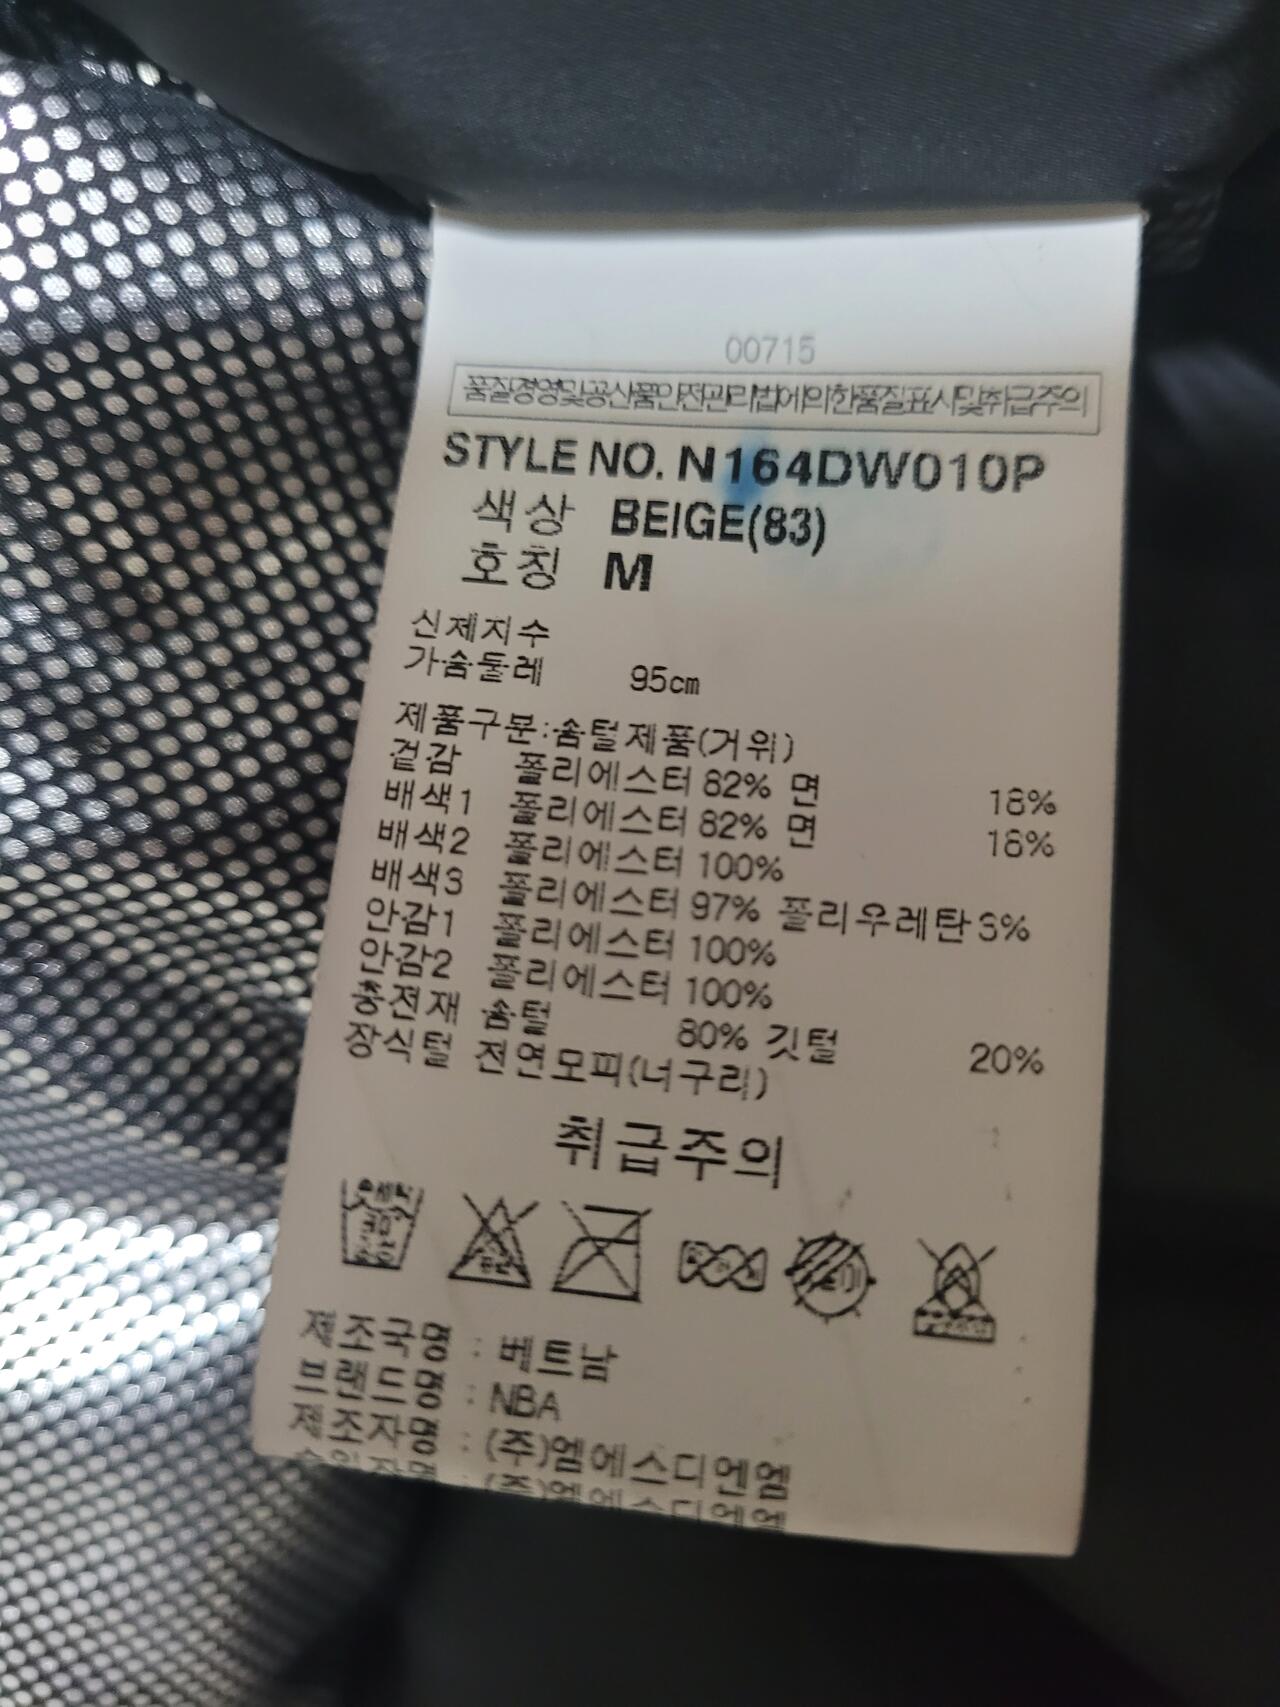 00715
품질경영및공산품안전관리법에의한품질표시및취급주의
STYLE NO. N164DW010P
색상 BEIGE(83)
호칭 M
신체지수
가슴둘레 95cm
제품구분:솜털제품(거위)
겉감 폴리에스터 82% 면 18%
배색1 폴리에스터 82% 면 18%
배색2 폴리에스터 100%
배색3 폴리에스터 97% 폴리우레탄 3%
안감1 폴리에스터 100%
안감2 폴리에스터 100%
충전재 솜털 80% 깃털 20%
장식털 천연모피(너구리)
취급주의
제조국명 : 베트남
브랜드명 : NBA
제조자명 : (주)엠에스디엔엠
(주)엠에스디엔엠